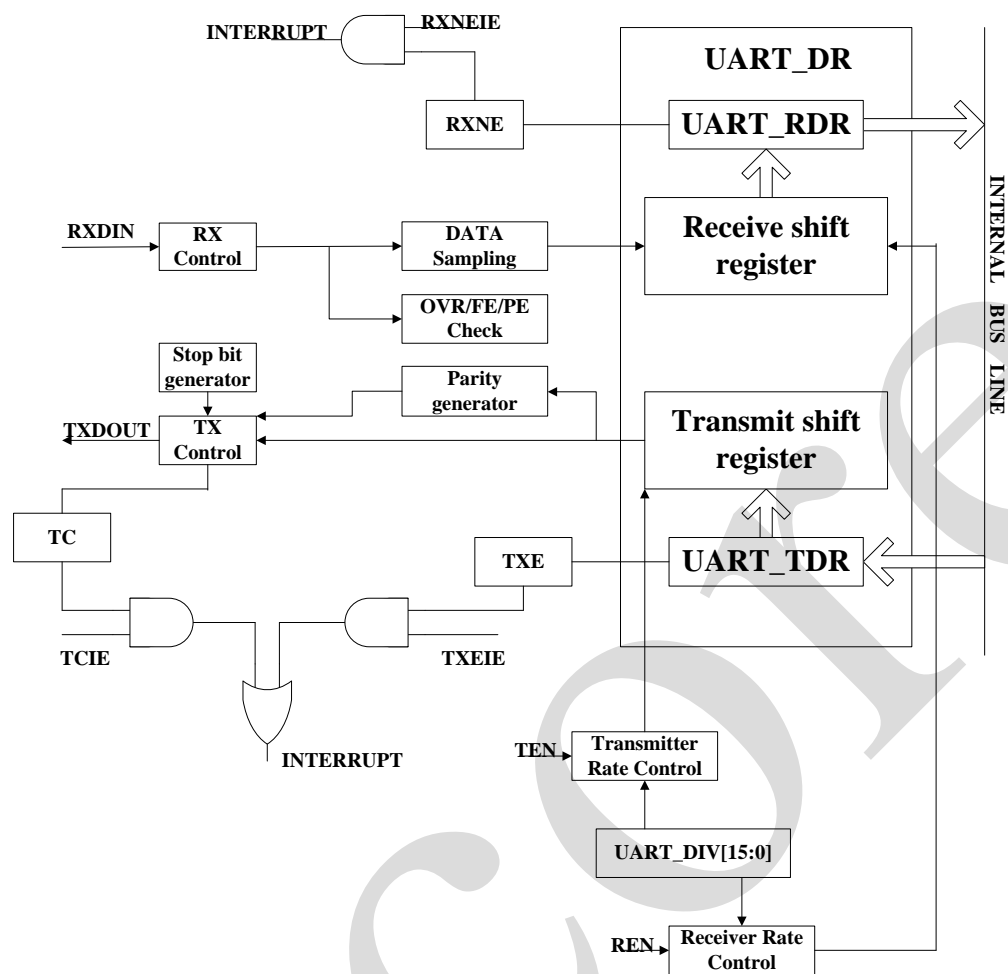 RXNEIE
INTERRUPT
UART_DR
RXNE
UART_RDR
RXDIN
RX
Control
DATA
Sampling
Receive shift
register
OVR/FE/PE
Check
Stop bit
generator
Parity
generator
TXDOUT
TX
Control
Transmit shift
register
INTERNAL BUS LINE
TC
TXE
UART_TDR
TCIE
TXEIE
INTERRUPT
TEN
Transmitter
Rate Control
UART_DIV[15:0]
REN
Receiver Rate
Control
core